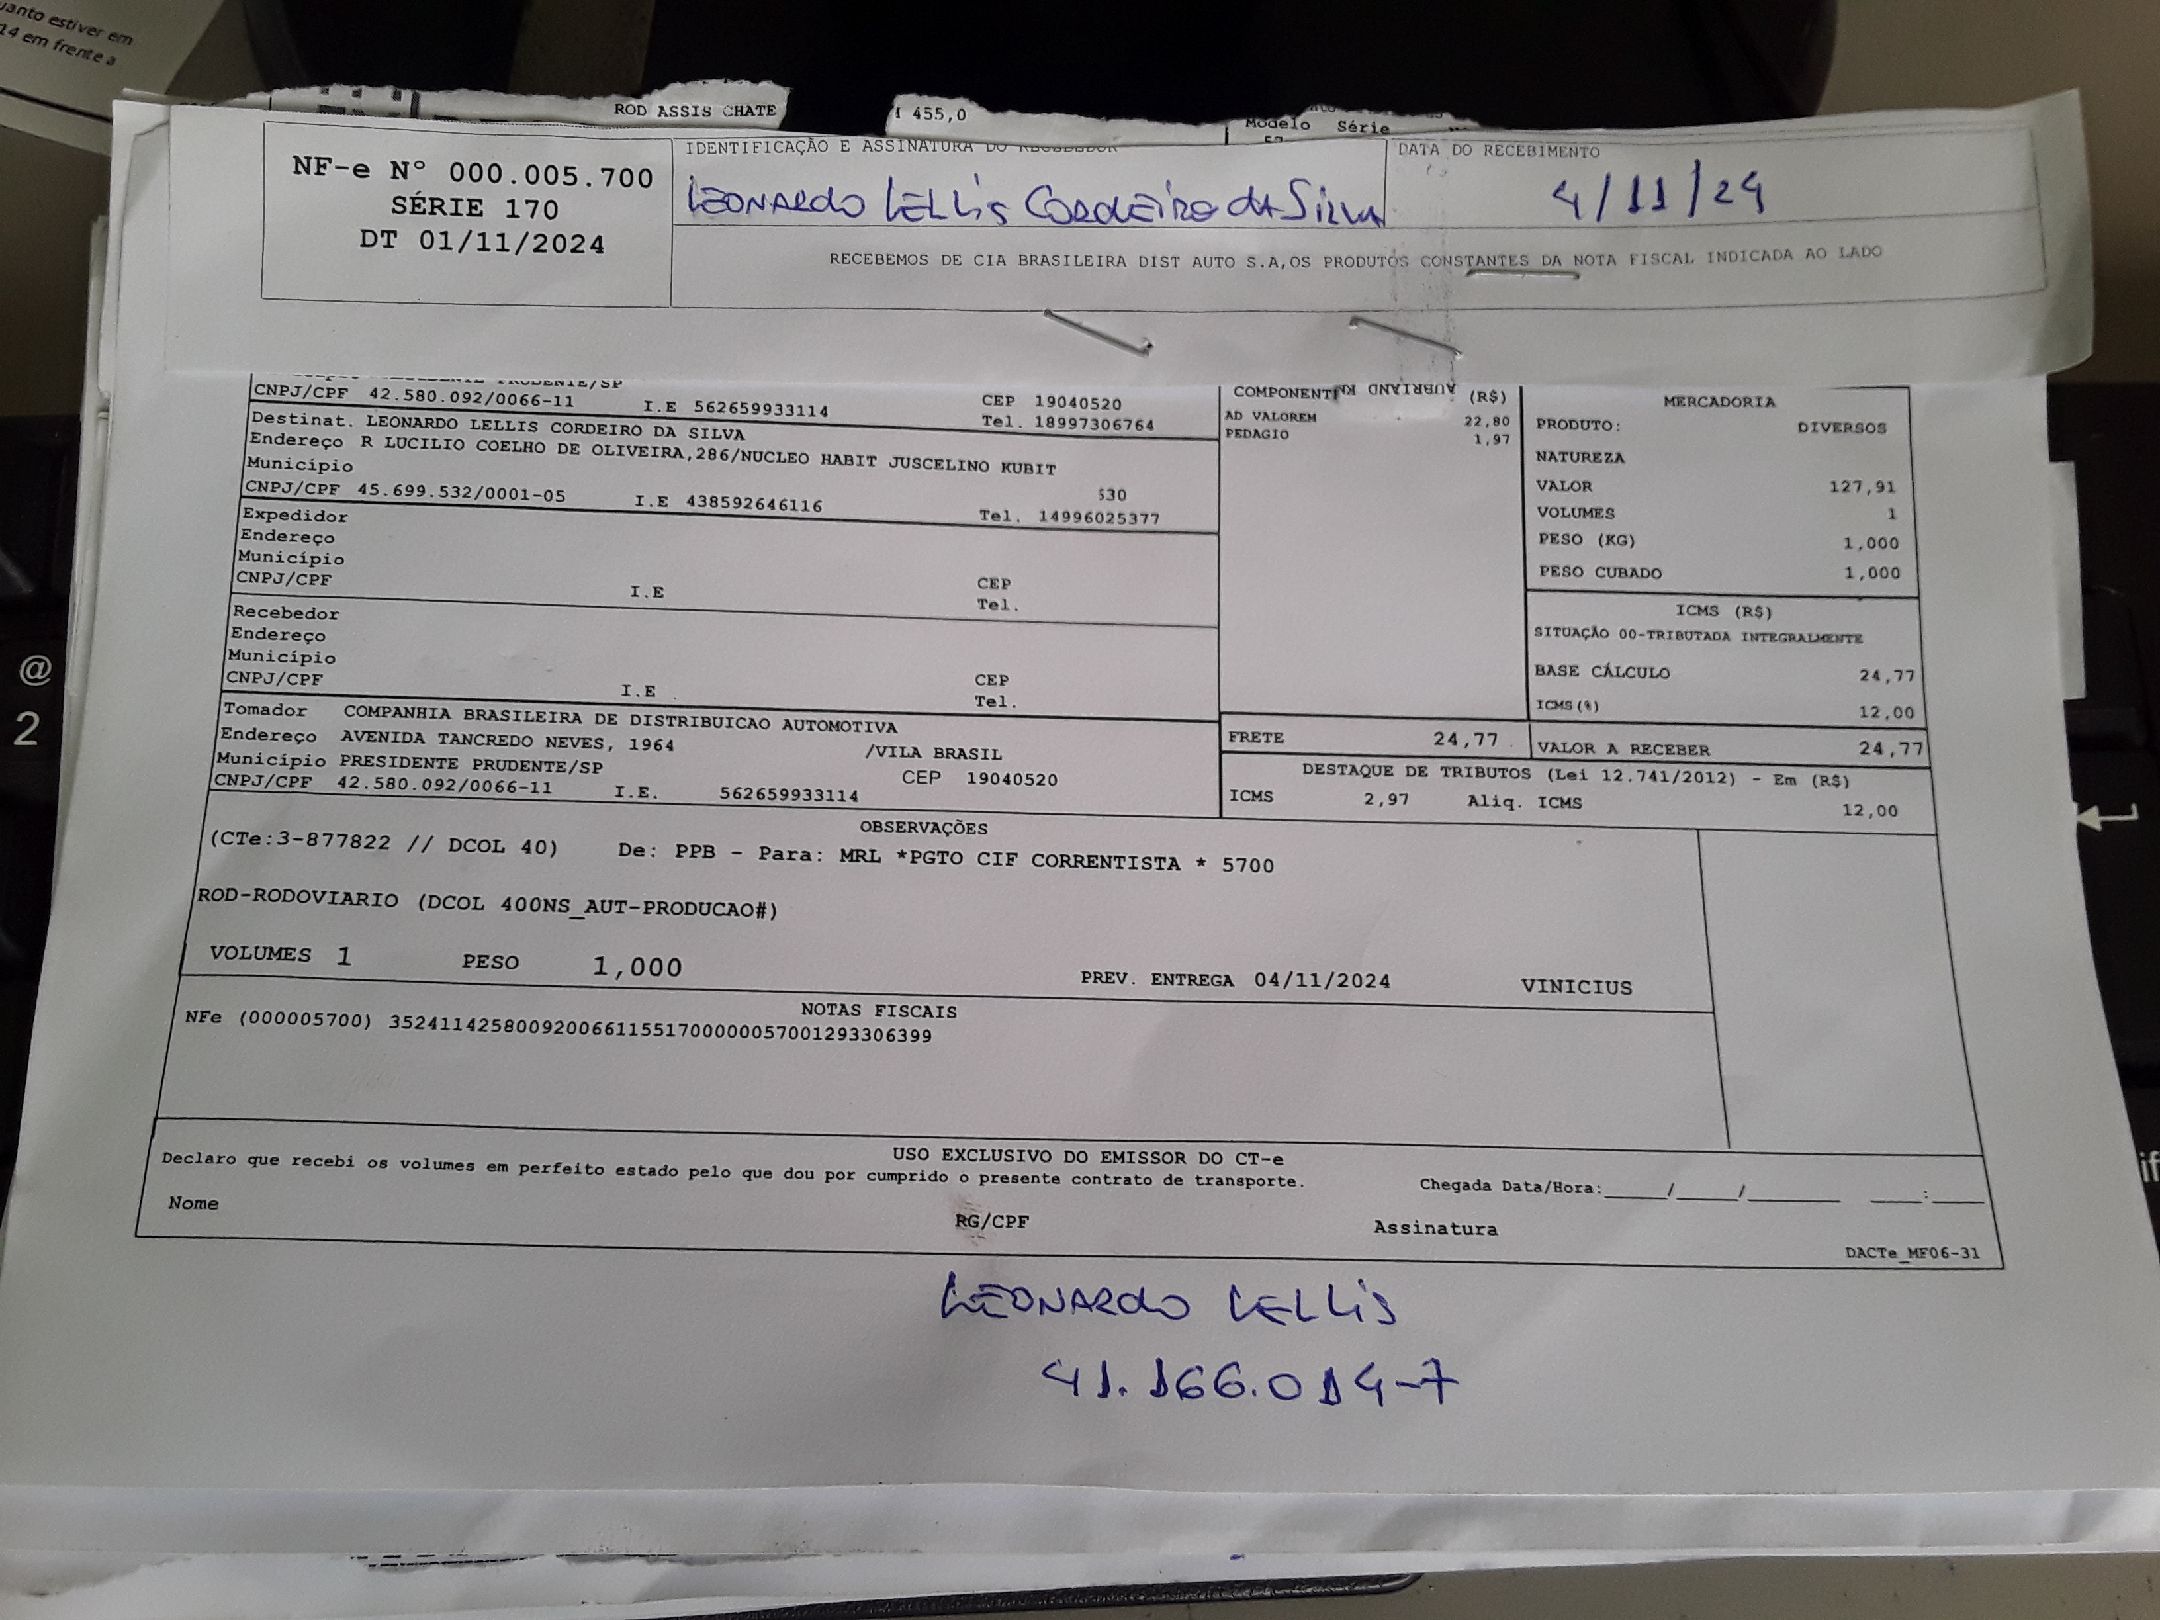 uanto estiver em
14 em frente a
ROD ASSIS CHATE
455,0
Modelo Série
NF-e N° 000.005.700
SÉRIE 170
DT 01/11/2024
IDENTIFICAÇÃO E ASSINATURA DO RECEBEDOR
LEONARDO LELLIS CORDEIRO DA SILVA
DATA DO RECEBIMENTO
4/11/24
RECEBEMOS DE CIA BRASILEIRA DIST AUTO S.A,OS PRODUTOS CONSTANTES DA NOTA FISCAL INDICADA AO LADO
PRUDENTE/SP
CNPJ/CPF 42.580.092/0066-11 I.E 562659933114 CEP 19040520
Tel. 18997306764
Destinat. LEONARDO LELLIS CORDEIRO DA SILVA
Endereço R LUCILIO COELHO DE OLIVEIRA,286/NUCLEO HABIT JUSCELINO KUBIT
Município
CNPJ/CPF 45.699.532/0001-05 I.E 438592646116 530
Tel. 14996025377
Expedidor
Endereço
Município
CNPJ/CPF I.E CEP
Tel.
Recebedor
Endereço
Município
CNPJ/CPF I.E CEP
Tel.
Tomador COMPANHIA BRASILEIRA DE DISTRIBUICAO AUTOMOTIVA
Endereço AVENIDA TANCREDO NEVES, 1964 /VILA BRASIL
Município PRESIDENTE PRUDENTE/SP CEP 19040520
CNPJ/CPF 42.580.092/0066-11 I.E. 562659933114
COMPONENT (R$)
AD VALOREM 22,80
PEDAGIO 1,97
MERCADORIA
PRODUTO: DIVERSOS
NATUREZA
VALOR 127,91
VOLUMES 1
PESO (KG) 1,000
PESO CUBADO 1,000
ICMS (R$)
SITUAÇÃO 00-TRIBUTADA INTEGRALMENTE
BASE CÁLCULO 24,77
ICMS(%) 12,00
FRETE 24,77 VALOR A RECEBER 24,77
DESTAQUE DE TRIBUTOS (Lei 12.741/2012) - Em (R$)
ICMS 2,97 Aliq. ICMS 12,00
OBSERVAÇÕES
(CTe:3-877822 // DCOL 40) De: PPB - Para: MRL *PGTO CIF CORRENTISTA * 5700
ROD-RODOVIARIO (DCOL 400NS_AUT-PRODUCAO#)
VOLUMES 1 PESO 1,000 PREV. ENTREGA 04/11/2024 VINICIUS
NOTAS FISCAIS
NFe (000005700) 35241142580092006611551700000057001293306399
USO EXCLUSIVO DO EMISSOR DO CT-e
Declaro que recebi os volumes em perfeito estado pelo que dou por cumprido o presente contrato de transporte. Chegada Data/Hora:_____/_____/________ ____:_____
Nome RG/CPF Assinatura
DACTe_MF06-31
LEONARDO LELLIS
41.166.014-7
@
2
if